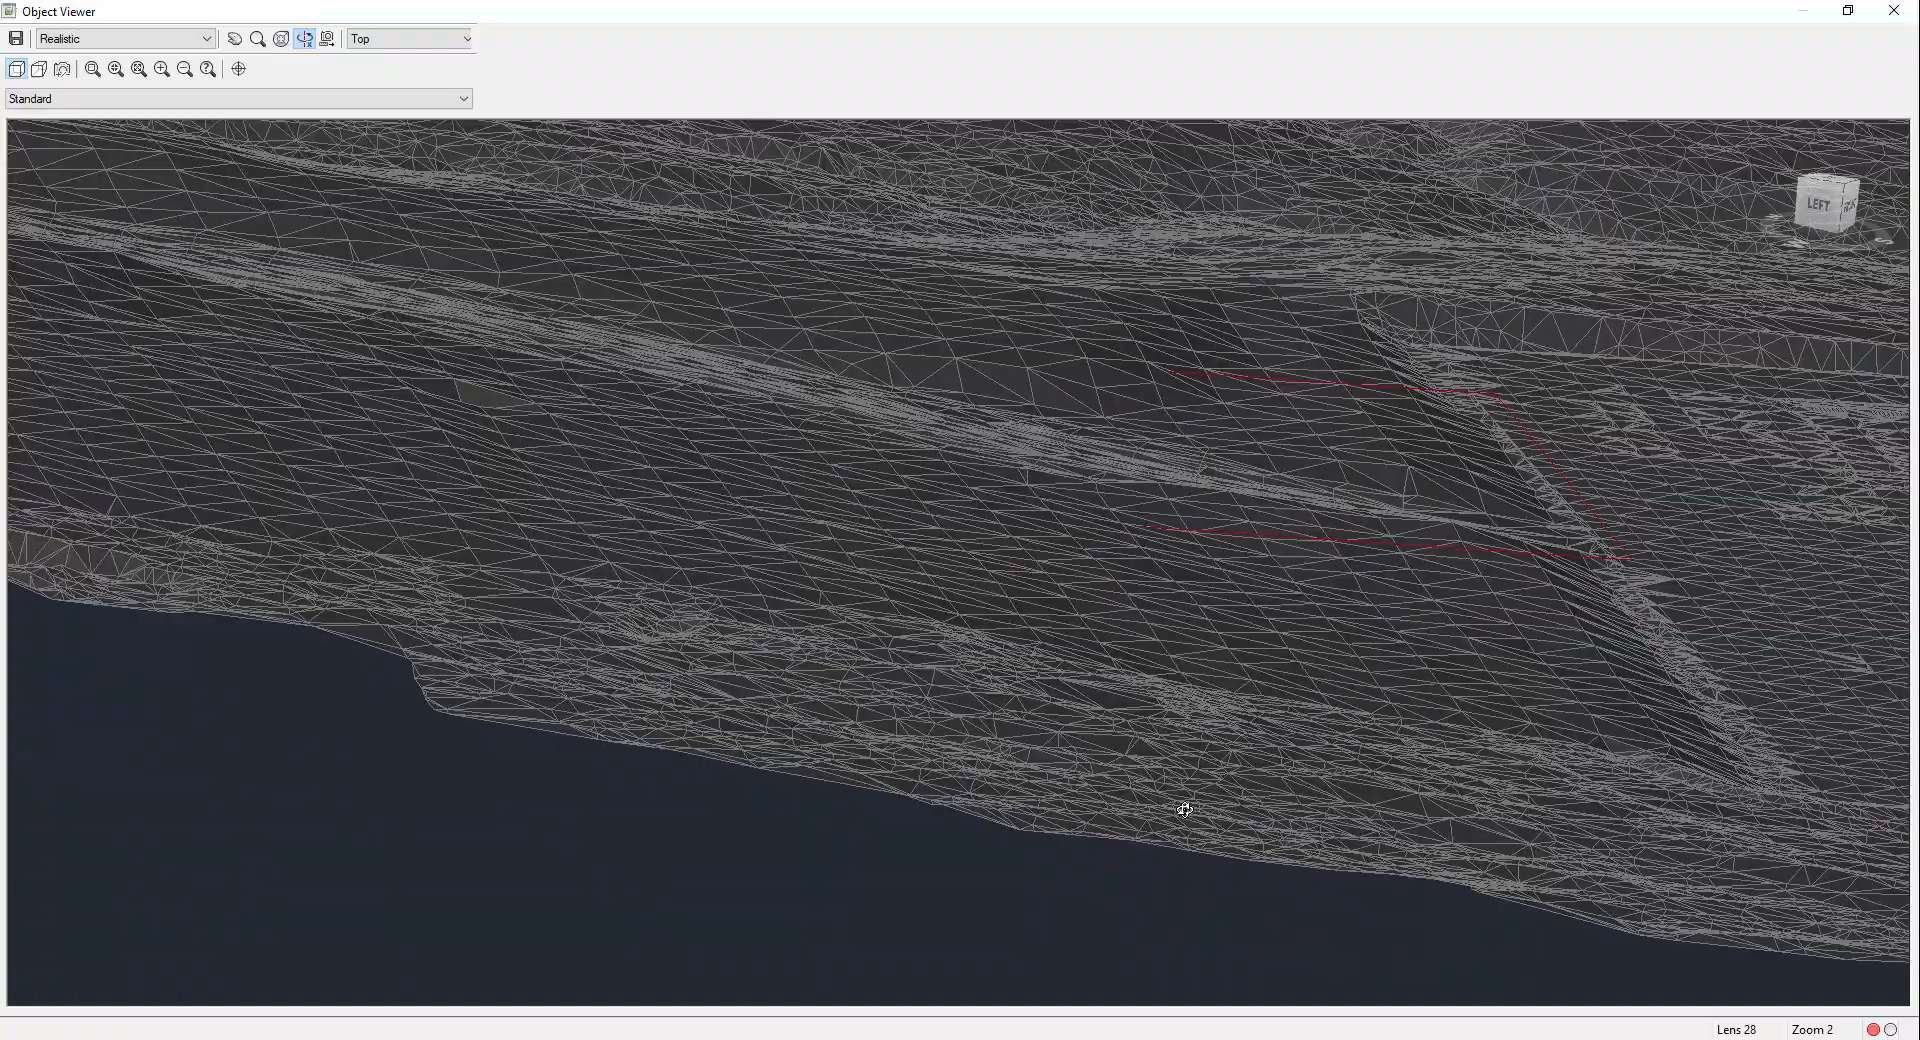 Object Viewer
Realistic
Top
Standard
LEFT
Lens 28
Zoom 2